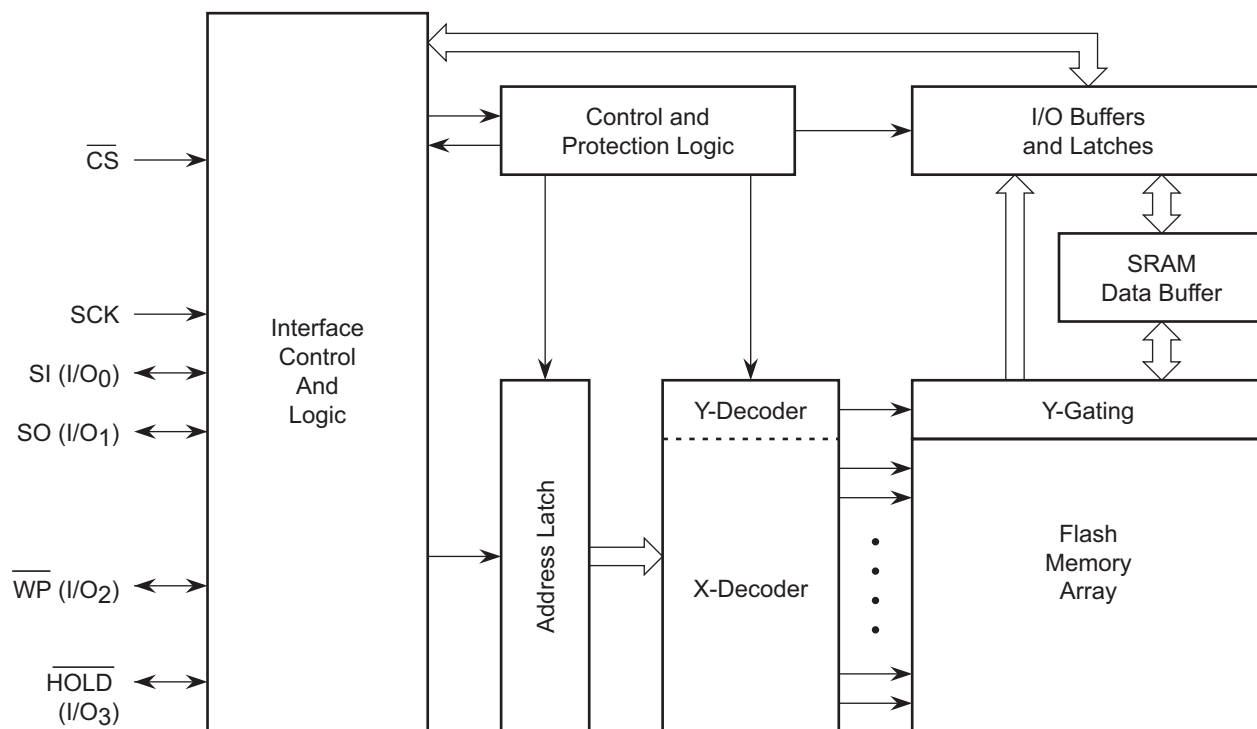 Control and
Protection Logic
I/O Buffers
and Latches
CS
SRAM
Data Buffer
SCK
Interface
Control
And
Logic
SI (I/O0)
SO (I/O1)
Y-Decoder
Y-Gating
Address Latch
X-Decoder
Flash
Memory
Array
WP (I/O2)
HOLD
(I/O3)